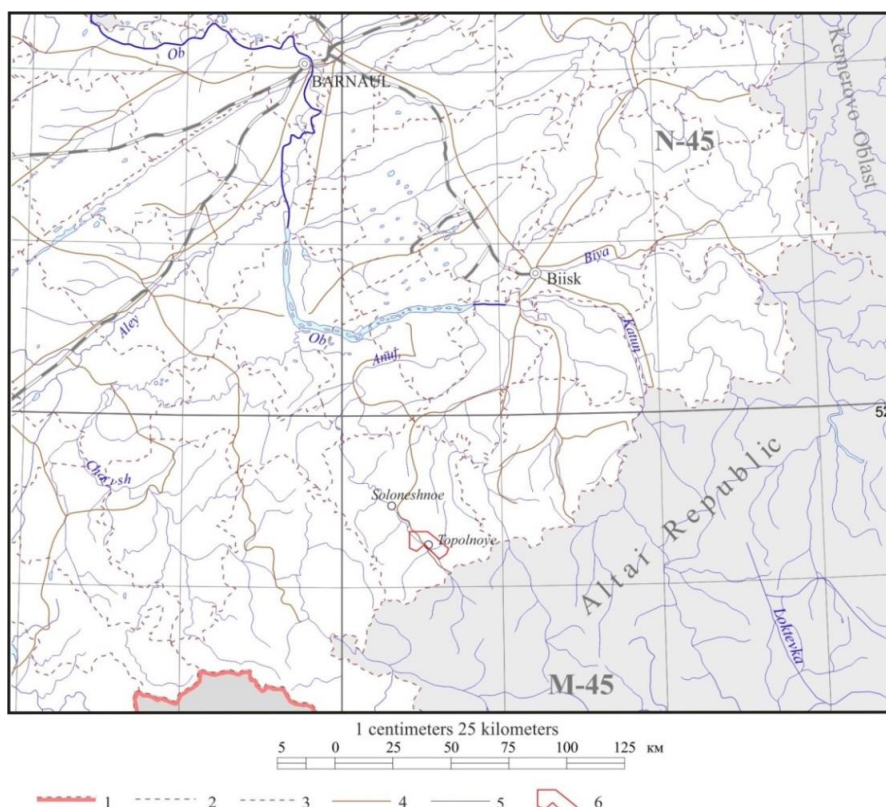 Ob
BARNAUL
Kemerovo Oblast
N-45
Biya
Biisk
Aley
Ob
Katun
Anuj
52
Charysh
Soloneshnoe
Topolnoye
Altai Republic
Loktevka
M-45
1 centimeters 25 kilometers
5 0 25 50 75 100 125 км
1 2 3 4 5 6